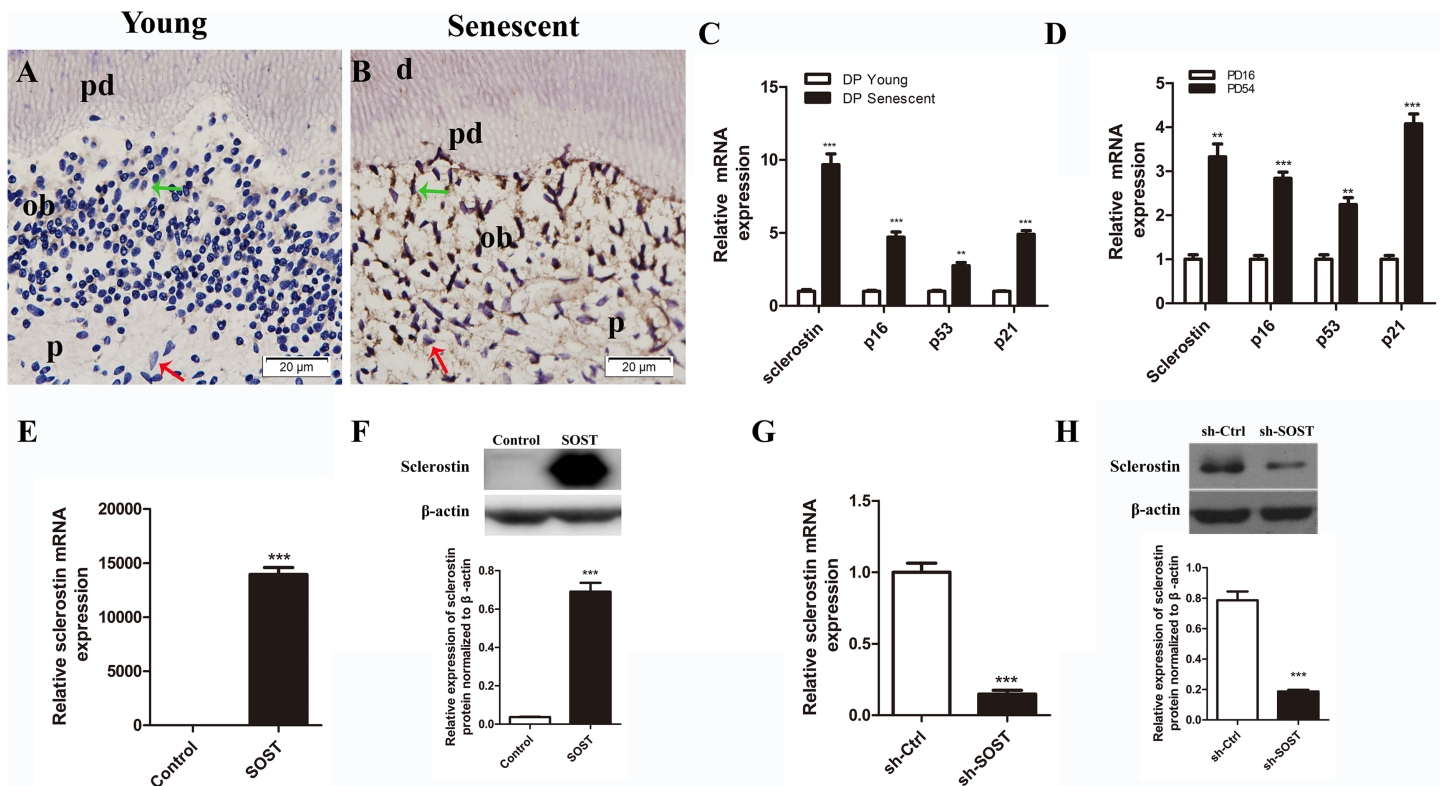 Young
Senescent
A
pd
ob
p
20 μm
B
d
pd
ob
p
20 μm
C
Relative mRNA
expression
15
10
5
0
DP Young
DP Senescent
***
***
**
***
sclerostin
p16
p53
p21
D
Relative mRNA
expression
5
4
3
2
1
0
PD16
PD54
**
***
**
***
Sclerostin
p16
p53
p21
E
Relative sclerostin mRNA
expression
20000
15000
10000
5000
0
***
Control
SOST
F
Control SOST
Sclerostin
β-actin
Relative expression of sclerostin
protein normalized to β -actin
0.8
0.6
0.4
0.2
0.0
***
Control
SOST
G
Relative sclerostin mRNA
expression
1.5
1.0
0.5
0.0
***
sh-Ctrl
sh-SOST
H
sh-Ctrl sh-SOST
Sclerostin
β-actin
Relative expression of sclerostin
protein normalized to β -actin
1.0
0.8
0.6
0.4
0.2
0.0
***
sh-Ctrl
sh-SOST